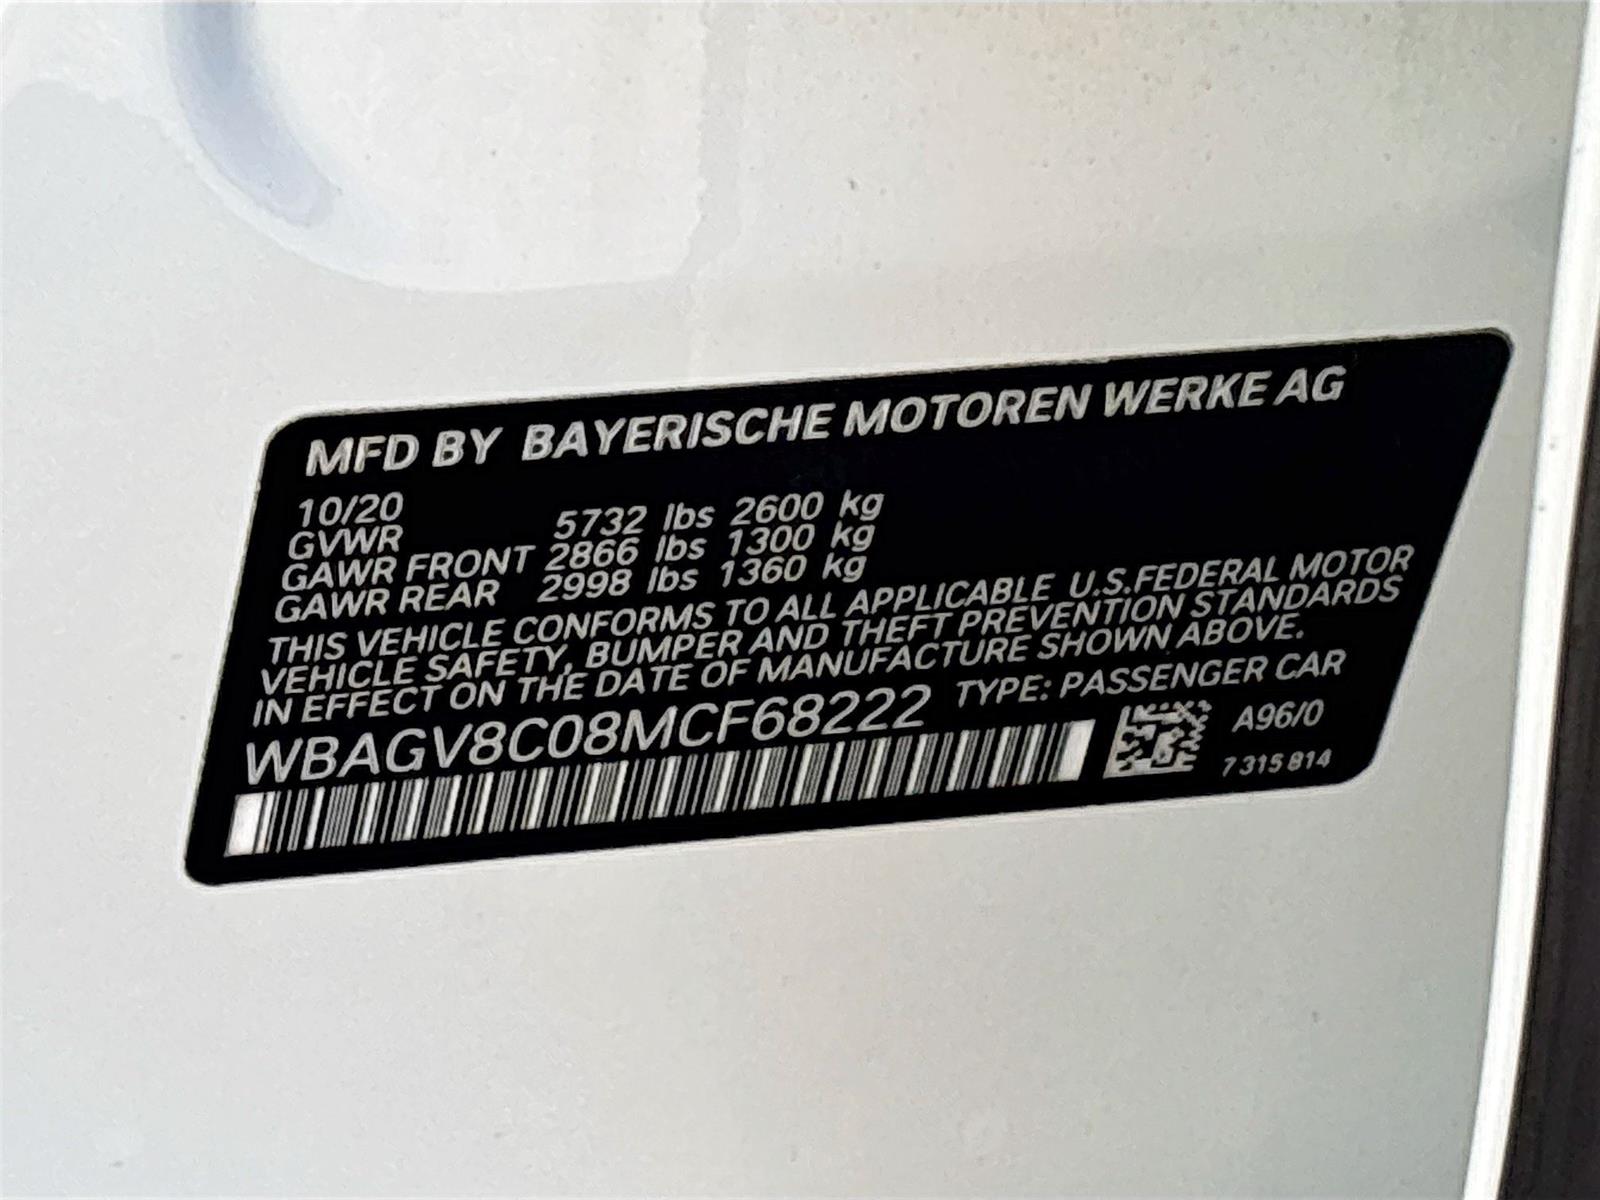 MFD BY BAYERISCHE MOTOREN WERKE AG
10/20
GVWR 5732 lbs 2600 kg
GAWR FRONT 2866 lbs 1300 kg
GAWR REAR 2998 lbs 1360 kg
THIS VEHICLE CONFORMS TO ALL APPLICABLE U.S.FEDERAL MOTOR
VEHICLE SAFETY, BUMPER AND THEFT PREVENTION STANDARDS
IN EFFECT ON THE DATE OF MANUFACTURE SHOWN ABOVE.
WBAGV8C08MCF68222 TYPE: PASSENGER CAR
A96/0
7 315 814